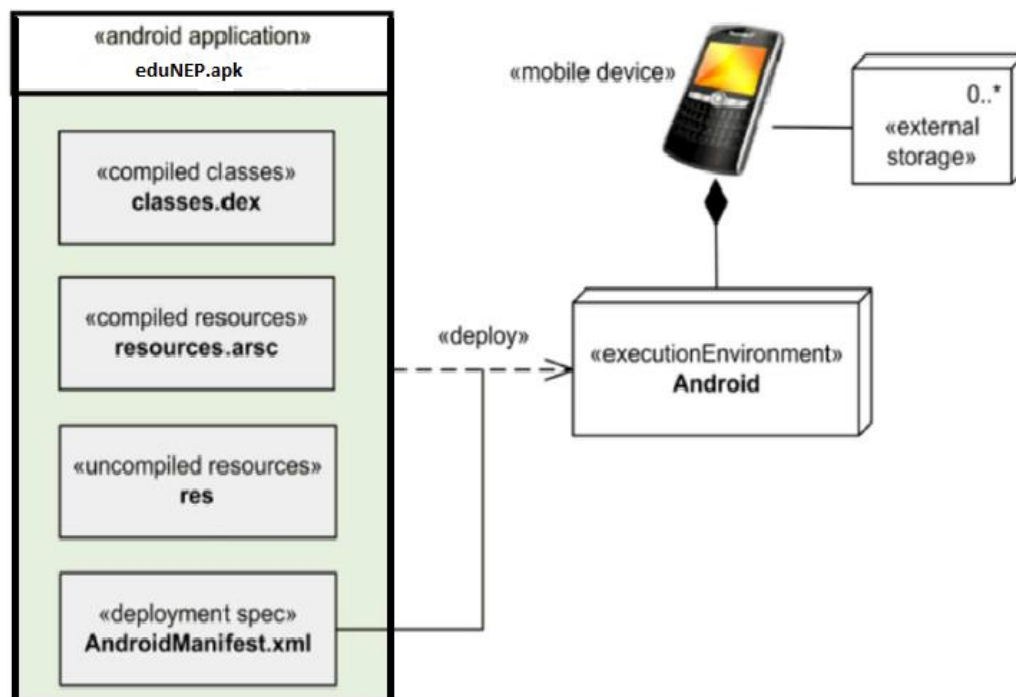 «android application»
eduNEP.apk
«compiled classes»
classes.dex
«compiled resources»
resources.arsc
«uncompiled resources»
res
«deployment spec»
AndroidManifest.xml
«deploy»
«mobile device»
0..*
«external
storage»
«executionEnvironment»
Android